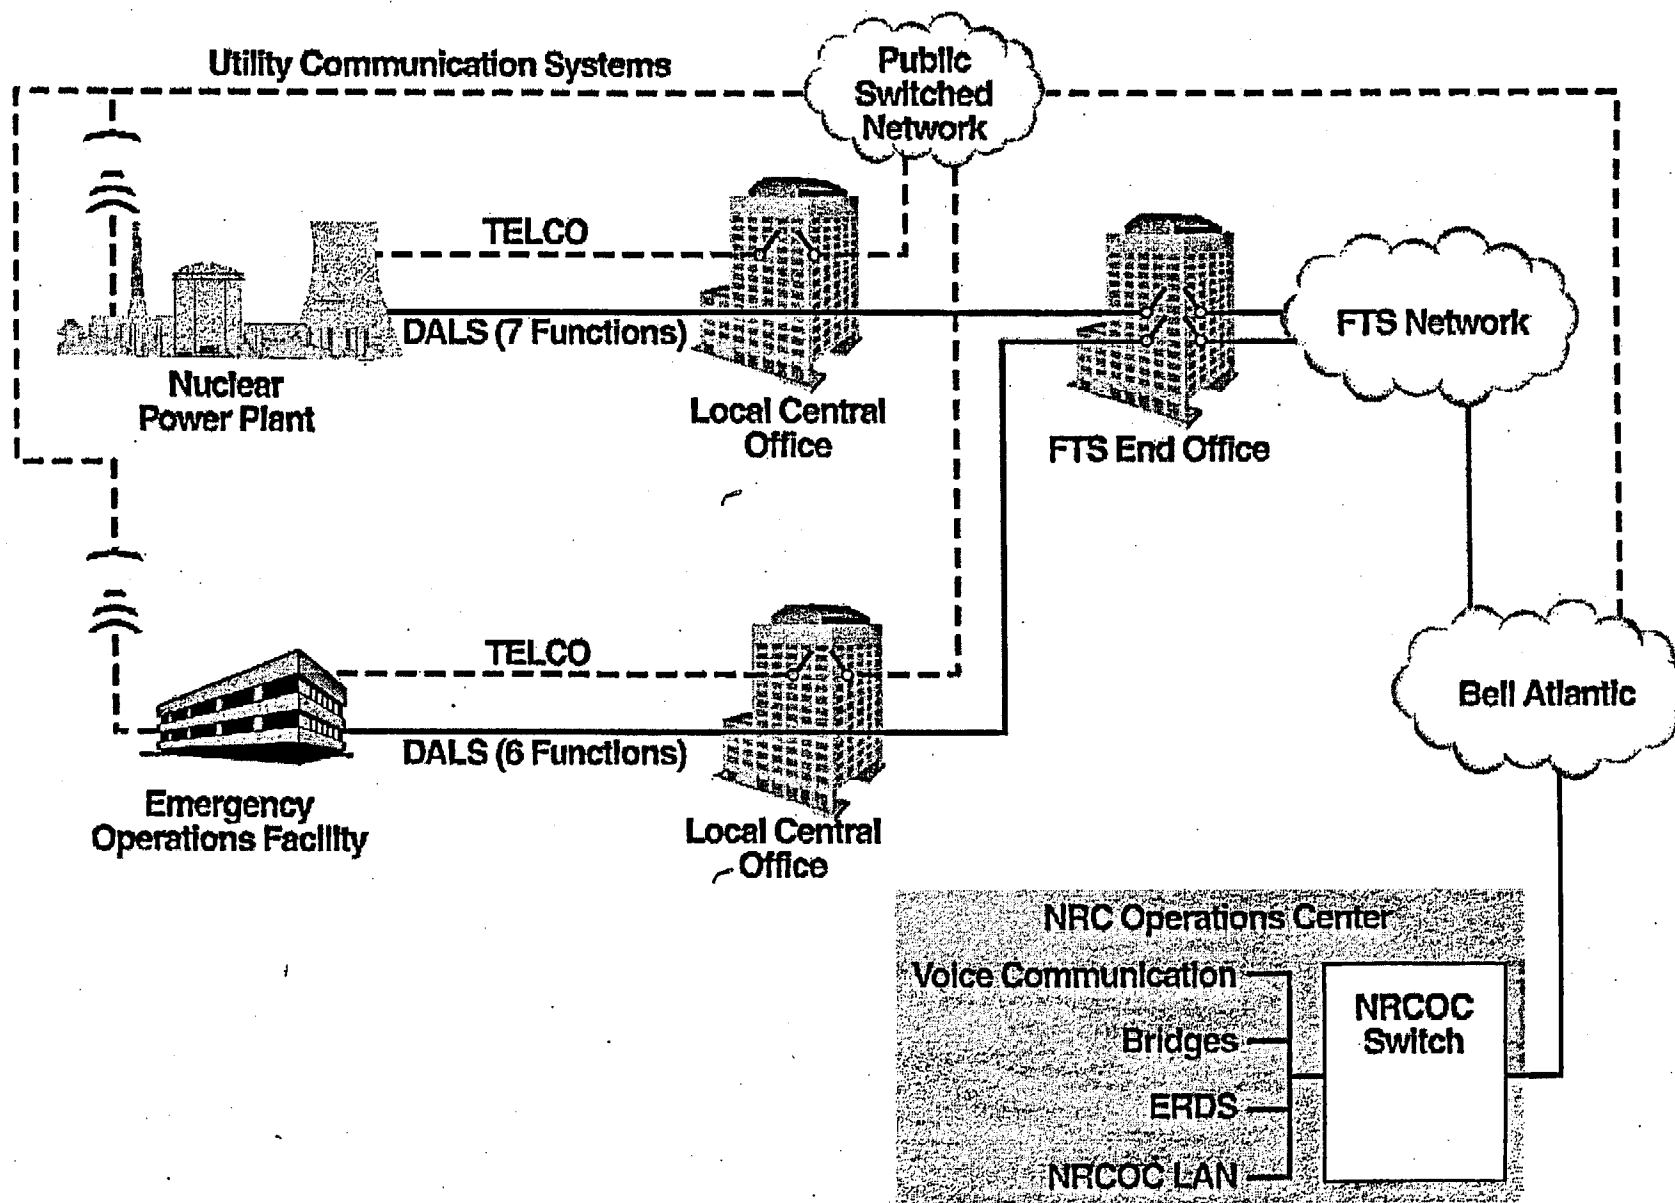 Utility Communication Systems
Public
Switched
Network
TELCO
DALS (7 Functions)
FTS Network
Nuclear
Power Plant
Local Central
Office
FTS End Office
TELCO
Bell Atlantic
DALS (6 Functions)
Emergency
Operations Facility
Local Central
Office
NRC Operations Center
Voice Communication
NRCOC
Switch
Bridges
ERDS
NRCOC LAN